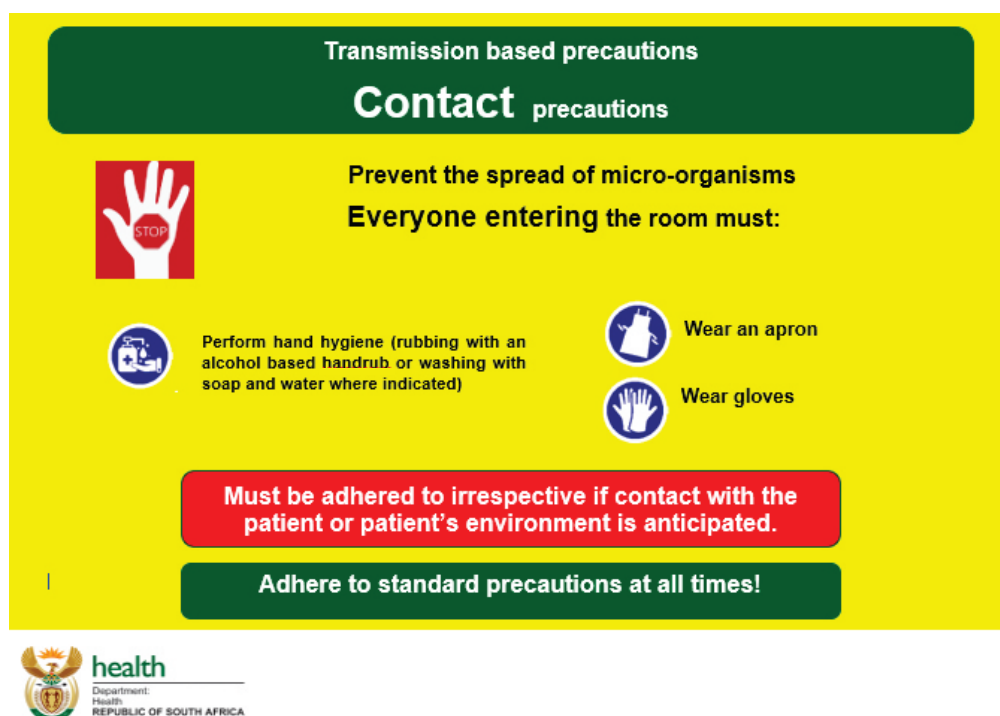 Transmission based precautions
Contact precautions
Prevent the spread of micro-organisms
Everyone entering the room must:
STOP
Perform hand hygiene (rubbing with an
alcohol based handrub or washing with
soap and water where indicated)
Wear an apron
Wear gloves
Must be adhered to irrespective if contact with the
patient or patient's environment is anticipated.
Adhere to standard precautions at all times!
health
Department:
Health
REPUBLIC OF SOUTH AFRICA